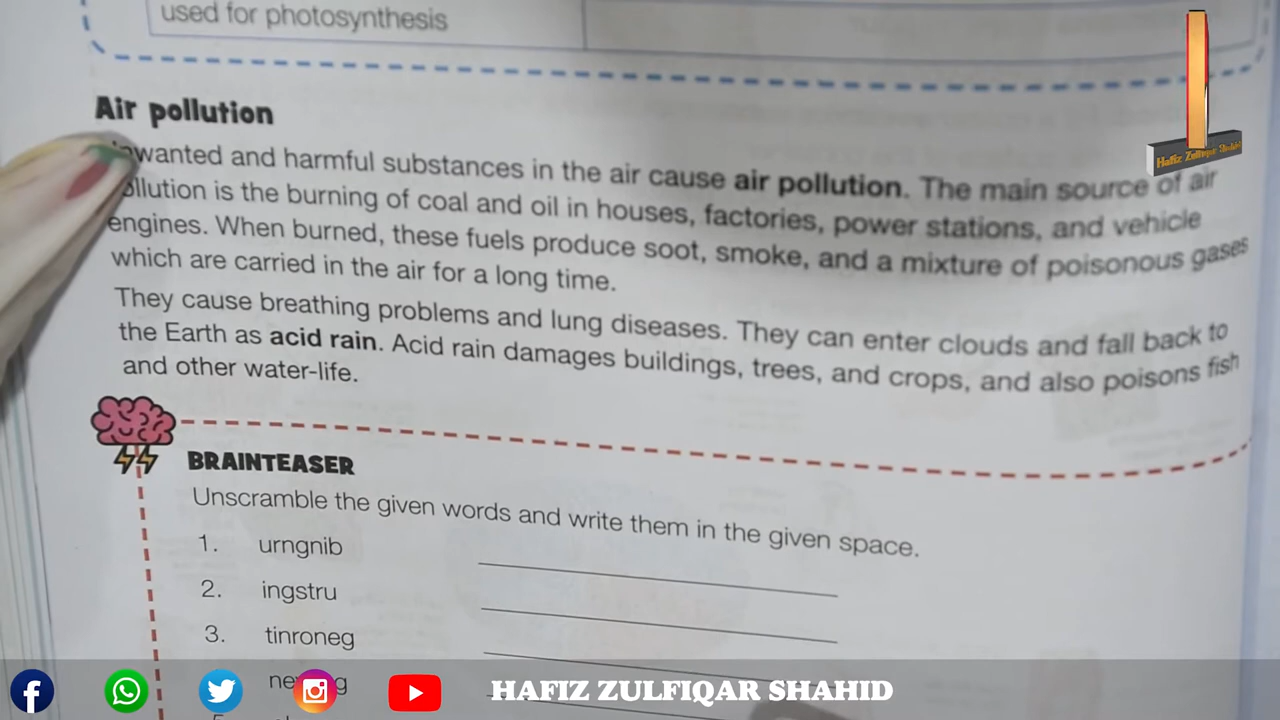 used for photosynthesis
Air pollution
Unwanted and harmful substances in the air cause air pollution. The main source of air
pollution is the burning of coal and oil in houses, factories, power stations, and vehicle
engines. When burned, these fuels produce soot, smoke, and a mixture of poisonous gases
which are carried in the air for a long time.
They cause breathing problems and lung diseases. They can enter clouds and fall back to
the Earth as acid rain. Acid rain damages buildings, trees, and crops, and also poisons fish
and other water-life.
BRAINTEASER
Unscramble the given words and write them in the given space.
1. urngnib
2. ingstru
3. tinroneg
Hafiz Zulfiqar Shahid
HAFIZ ZULFIQAR SHAHID